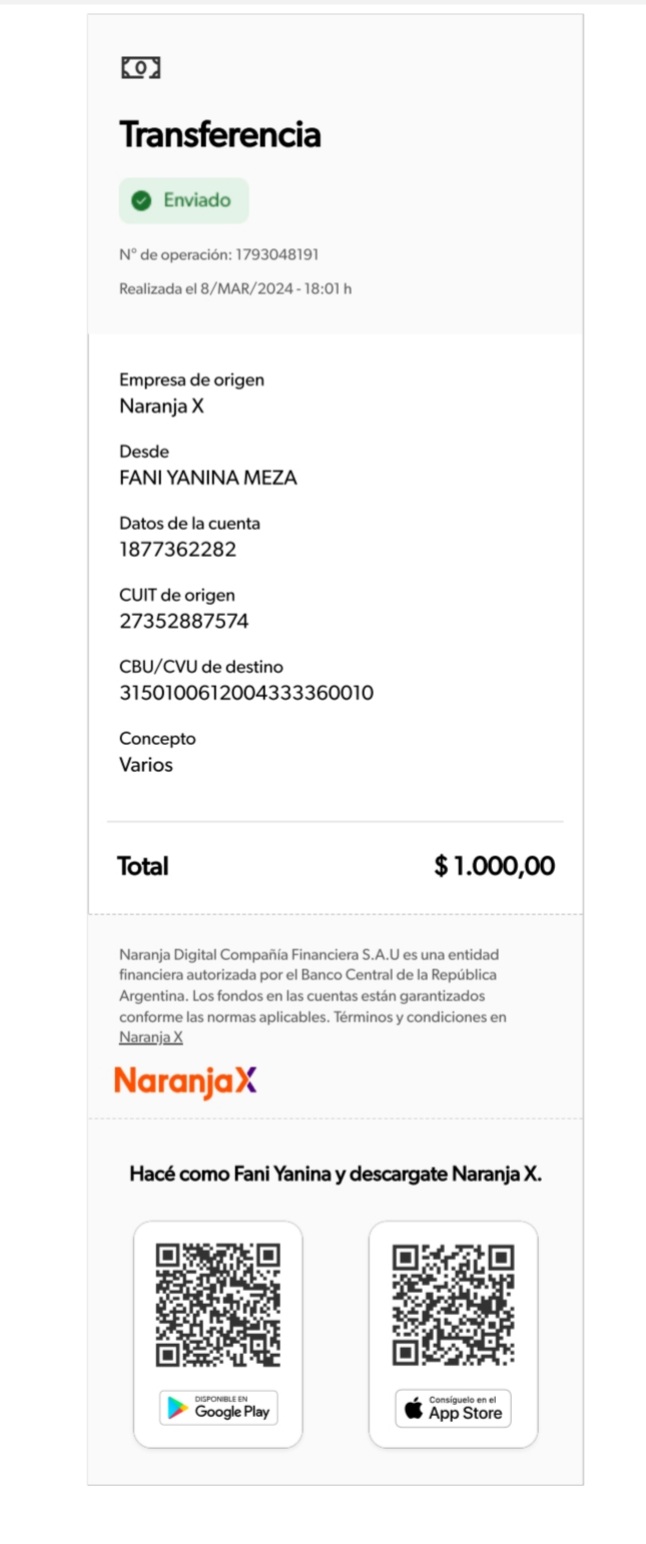 Transferencia
Enviado
N° de operación: 1793048191
Realizada el 8/MAR/2024 - 18:01 h
Empresa de origen
Naranja X
Desde
FANI YANINA MEZA
Datos de la cuenta
1877362282
CUIT de origen
27352887574
CBU/CVU de destino
3150100612004333360010
Concepto
Varios
Total $ 1.000,00
Naranja Digital Compañía Financiera S.A.U es una entidad
financiera autorizada por el Banco Central de la República
Argentina. Los fondos en las cuentas están garantizados
conforme las normas aplicables. Términos y condiciones en
Naranja X
NaranjaX
Hacé como Fani Yanina y descargate Naranja X.
DISPONIBLE EN
Google Play
Consíguelo en el
App Store